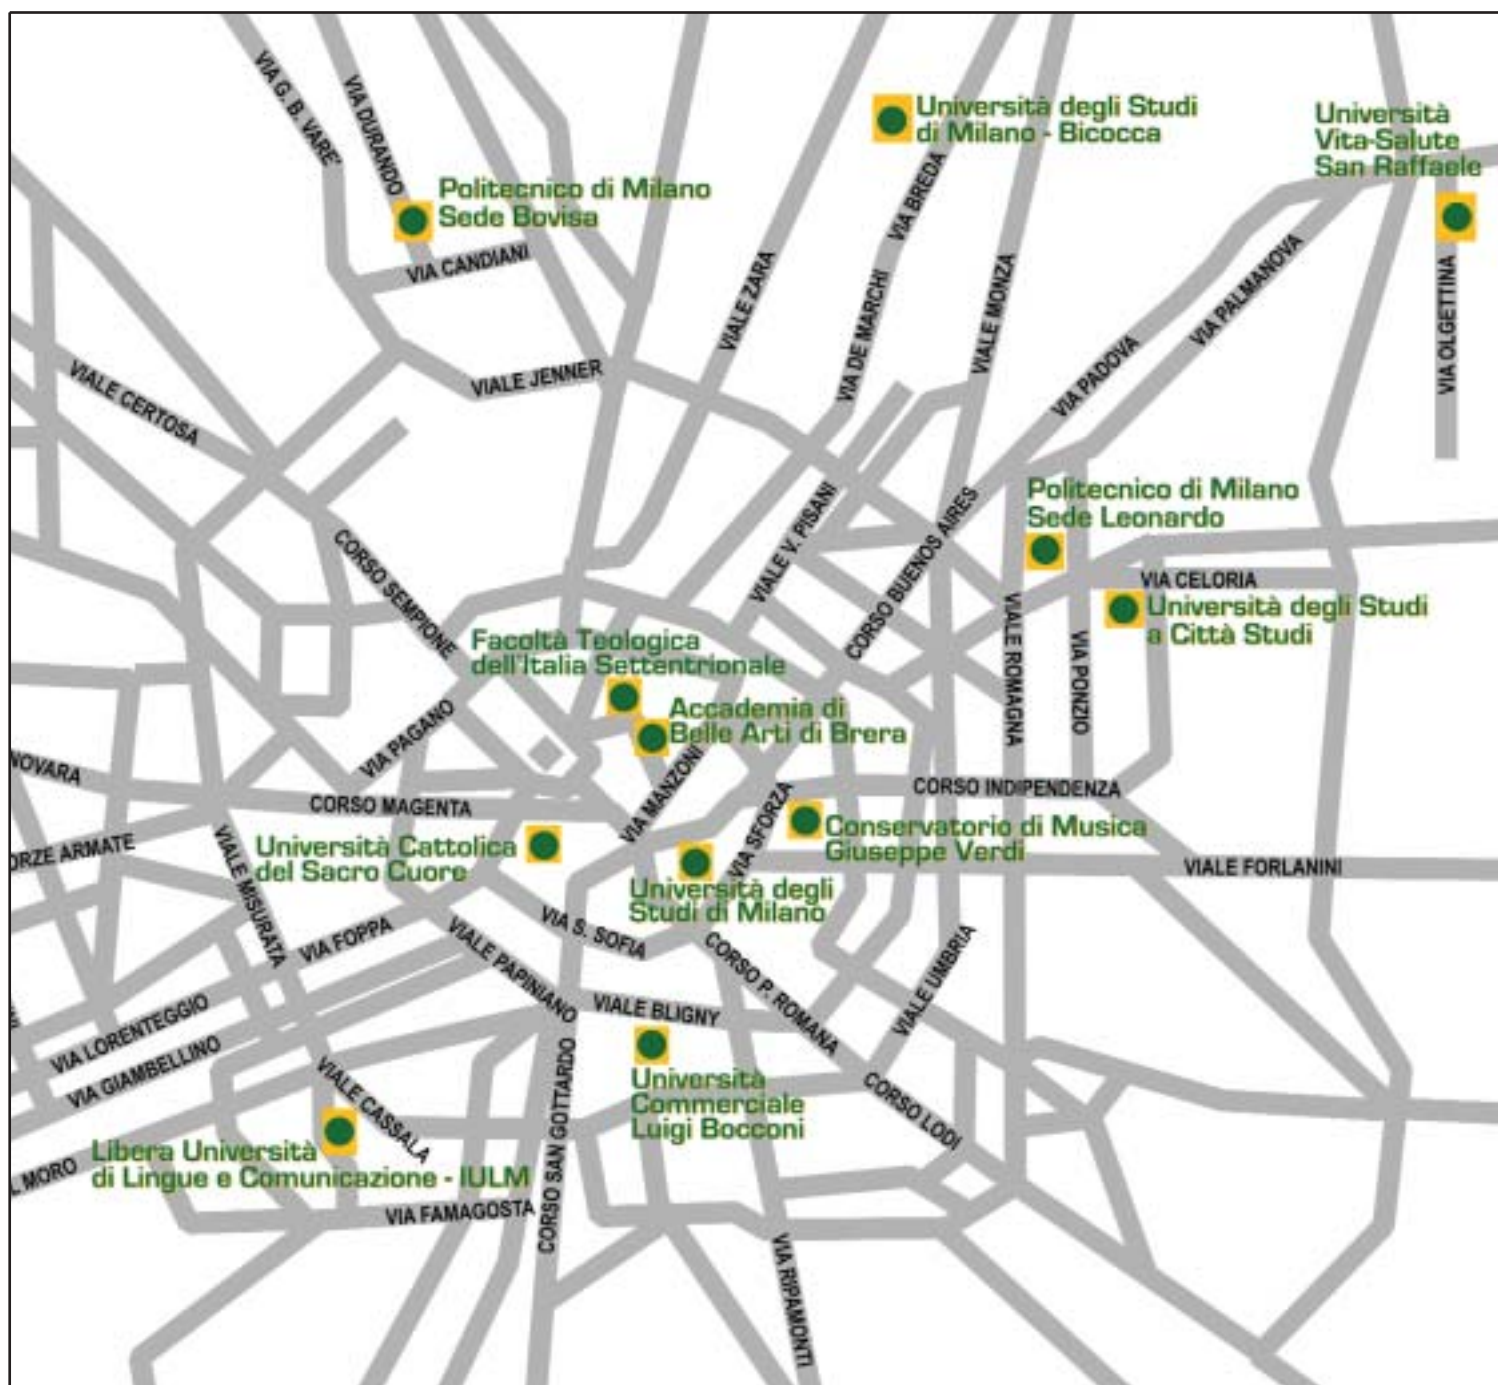 VIA G. B. VARE'
VIA DURANDO
Politecnico di Milano
Sede Bovisa
VIA CANDIANI
Università degli Studi
di Milano - Bicocca
Università
Vita-Salute
San Raffaele
VIA BREDA
VIALE ZARA
VIA DE MARCHI
VIALE MONZA
VIA PALMANOVA
VIA PADOVA
VIA OLGETTINA
VIALE JENNER
VIALE CERTOSA
Politecnico di Milano
Sede Leonardo
VIALE V. PISANI
CORSO BUENOS AIRES
CORSO SEMPIONE
VIA CELORIA
Università degli Studi
a Città Studi
VIALE ROMAGNA
VIA PONZIO
Facoltà Teologica
dell'Italia Settentrionale
Accademia di
Belle Arti di Brera
VIA PAGANO
VIA MANZONI
NOVARA
CORSO MAGENTA
CORSO INDIPENDENZA
VIA SFORZA
Conservatorio di Musica
Giuseppe Verdi
ORZE ARMATE
VIALE MISURATA
Università Cattolica
del Sacro Cuore
Università degli
Studi di Milano
VIALE FORLANINI
VIA FOPPA
VIALE PAPINIANO
VIA S. SOFIA
CORSO P. ROMANA
VIALE UMBRIA
VIALE BLIGNY
VIA LORENTEGGIO
VIA GIAMBELLINO
VIALE CASSALA
CORSO SAN GOTTARDO
Università
Commerciale
Luigi Bocconi
CORSO LODI
Libera Università
di Lingue e Comunicazione - IULM
L MORO
VIA FAMAGOSTA
VIA RIPAMONTI